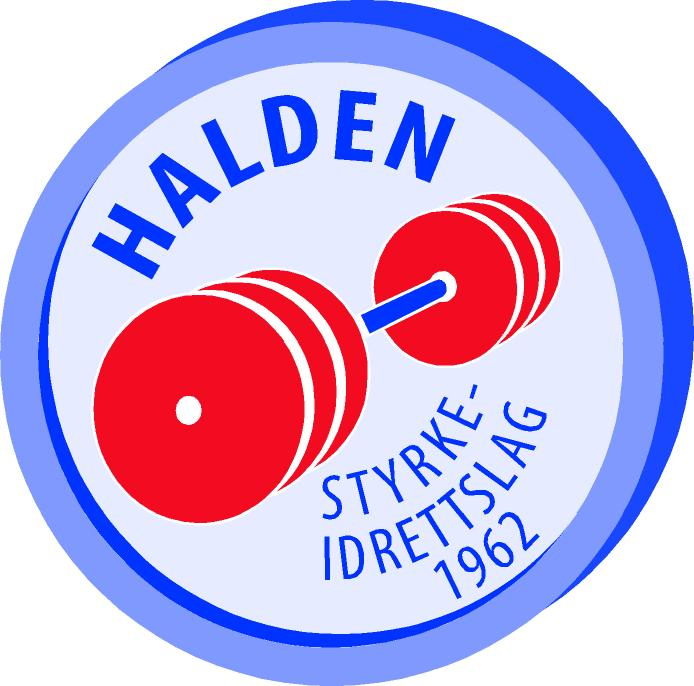 HALDEN
STYRKE-
IDRETTSLAG
1962